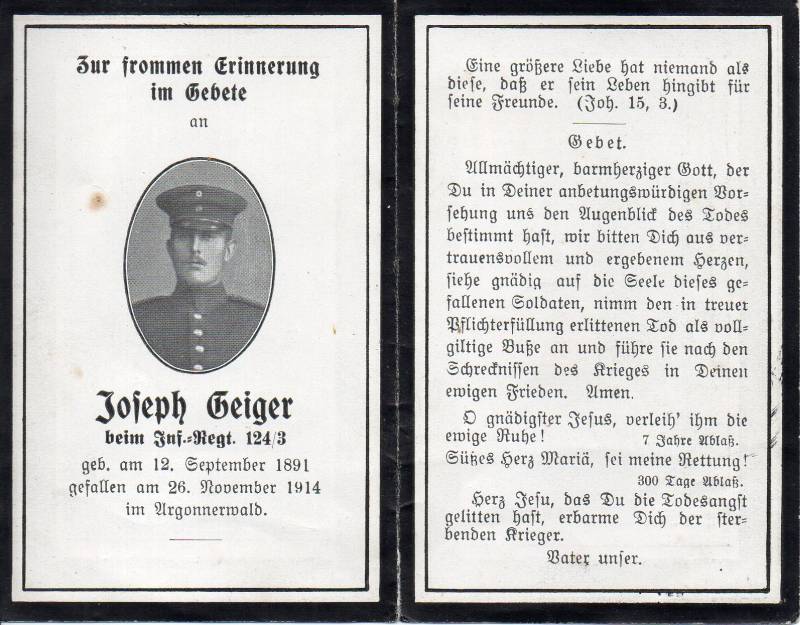 Zur frommen Erinnerung
im Gebete
an
Joseph Geiger
beim Inf.-Regt. 124/3
geb. am 12. September 1891
gefallen am 26. November 1914
im Argonnerwald.
Eine größere Liebe hat niemand als
diese, daß er sein Leben hingibt für
seine Freunde. (Joh. 15, 3.)
Gebet.
Allmächtiger, barmherziger Gott, der
Du in Deiner anbetungswürdigen Vor-
sehung uns den Augenblick des Todes
bestimmt hast, wir bitten Dich aus ver-
trauensvollem und ergebenem Herzen,
siehe gnädig auf die Seele dieses ge-
fallenen Soldaten, nimm den in treuer
Pflichterfüllung erlittenen Tod als voll-
giltige Buße an und führe sie nach den
Schrecknissen des Krieges in Deinen
ewigen Frieden. Amen.
O gnädigster Jesus, verleih' ihm die
ewige Ruhe! 7 Jahre Ablaß.
Süßes Herz Mariä, sei meine Rettung!
300 Tage Ablaß.
Herz Jesu, das Du die Todesangst
gelitten hast, erbarme Dich der ster-
benden Krieger.
Vater unser.